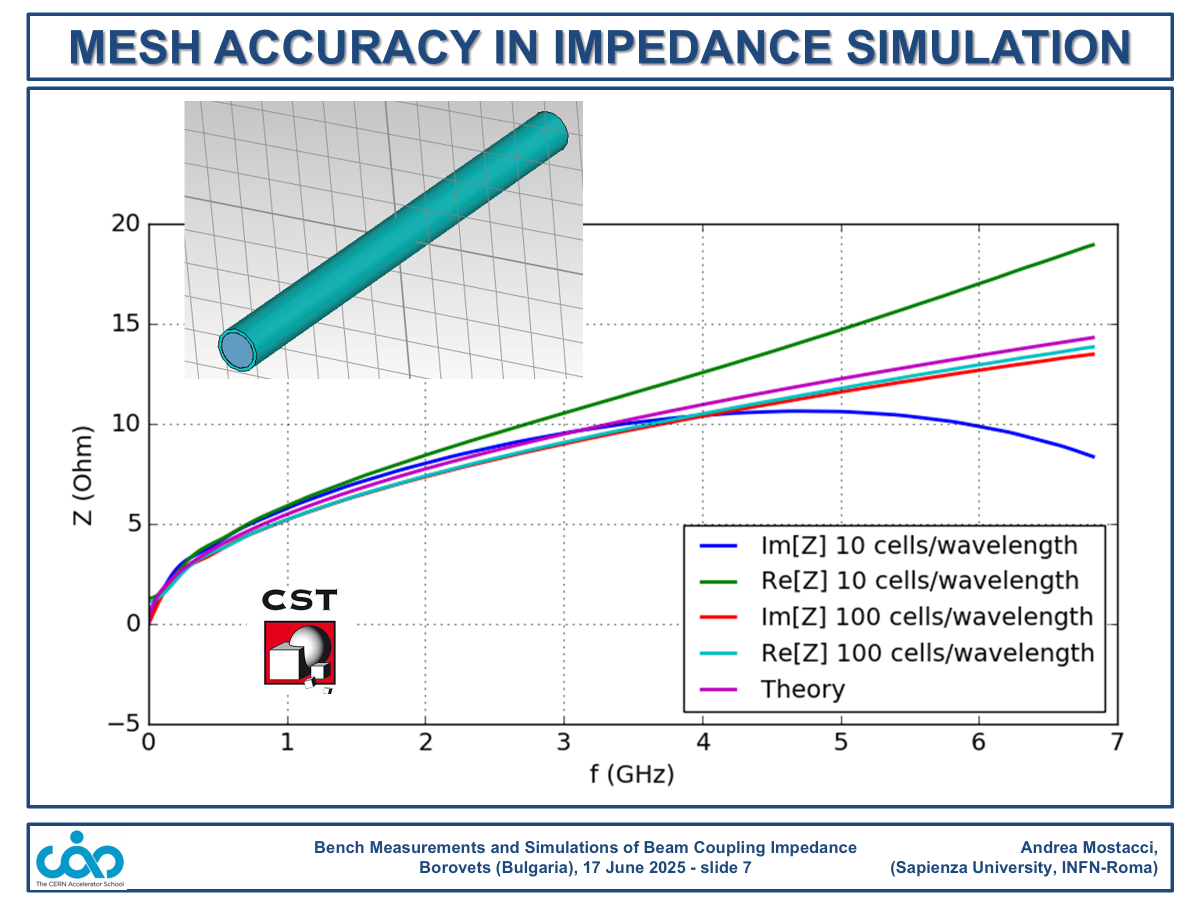 MESH ACCURACY IN IMPEDANCE SIMULATION
20
15
10
5
0
−5
Z (Ohm)
CST
Im[Z] 10 cells/wavelength
Re[Z] 10 cells/wavelength
Im[Z] 100 cells/wavelength
Re[Z] 100 cells/wavelength
Theory
0 1 2 3 4 5 6 7
f (GHz)
cas
The CERN Accelerator School
Bench Measurements and Simulations of Beam Coupling Impedance
Borovets (Bulgaria), 17 June 2025 - slide 7
Andrea Mostacci,
(Sapienza University, INFN-Roma)